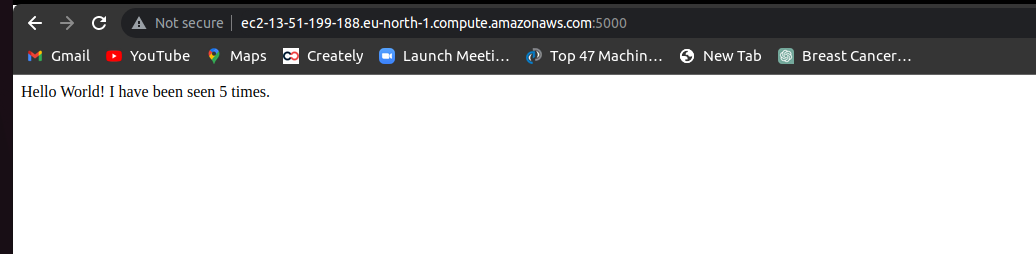 Not secure ec2-13-51-199-188.eu-north-1.compute.amazonaws.com:5000
Gmail YouTube Maps Creately Launch Meeti... Top 47 Machin... New Tab Breast Cancer...
Hello World! I have been seen 5 times.